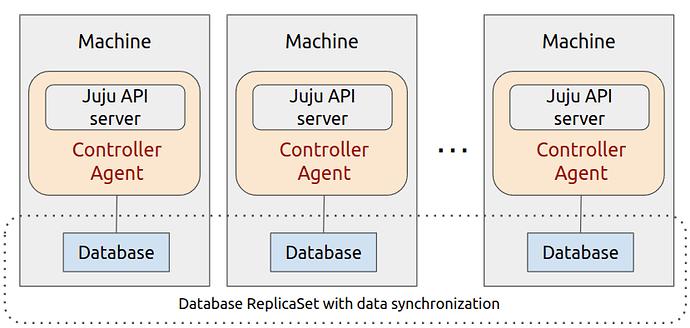 Machine
Juju API
server
Controller
Agent
Database
Machine
Juju API
server
Controller
Agent
Database
...
Machine
Juju API
server
Controller
Agent
Database
Database ReplicaSet with data synchronization